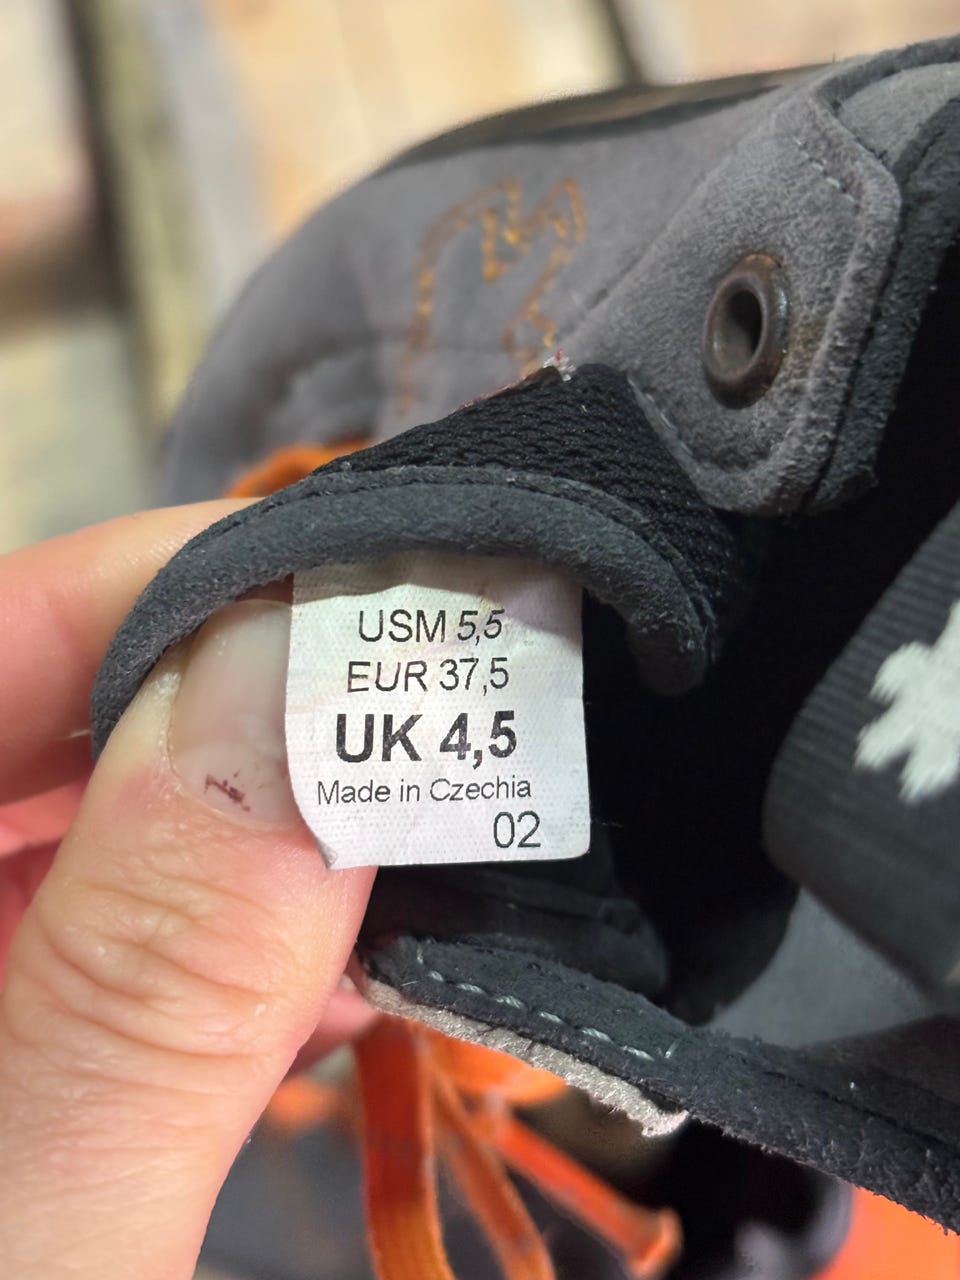 USM 5,5
EUR 37,5
UK 4,5
Made in Czechia
02